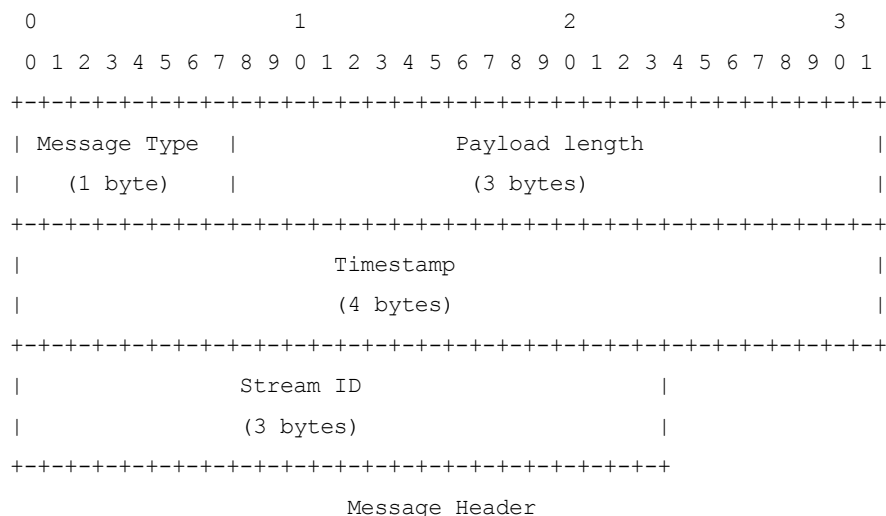 0                   1                   2                   3
 0 1 2 3 4 5 6 7 8 9 0 1 2 3 4 5 6 7 8 9 0 1 2 3 4 5 6 7 8 9 0 1
+-+-+-+-+-+-+-+-+-+-+-+-+-+-+-+-+-+-+-+-+-+-+-+-+-+-+-+-+-+-+-+-+
| Message Type  |                Payload length                 |
|   (1 byte)    |                 (3 bytes)                     |
+-+-+-+-+-+-+-+-+-+-+-+-+-+-+-+-+-+-+-+-+-+-+-+-+-+-+-+-+-+-+-+-+
|                       Timestamp                               |
|                       (4 bytes)                               |
+-+-+-+-+-+-+-+-+-+-+-+-+-+-+-+-+-+-+-+-+-+-+-+-+-+-+-+-+-+-+-+-+
|                Stream ID                      |
|                (3 bytes)                      |
+-+-+-+-+-+-+-+-+-+-+-+-+-+-+-+-+-+-+-+-+-+-+-+-+
                        Message Header